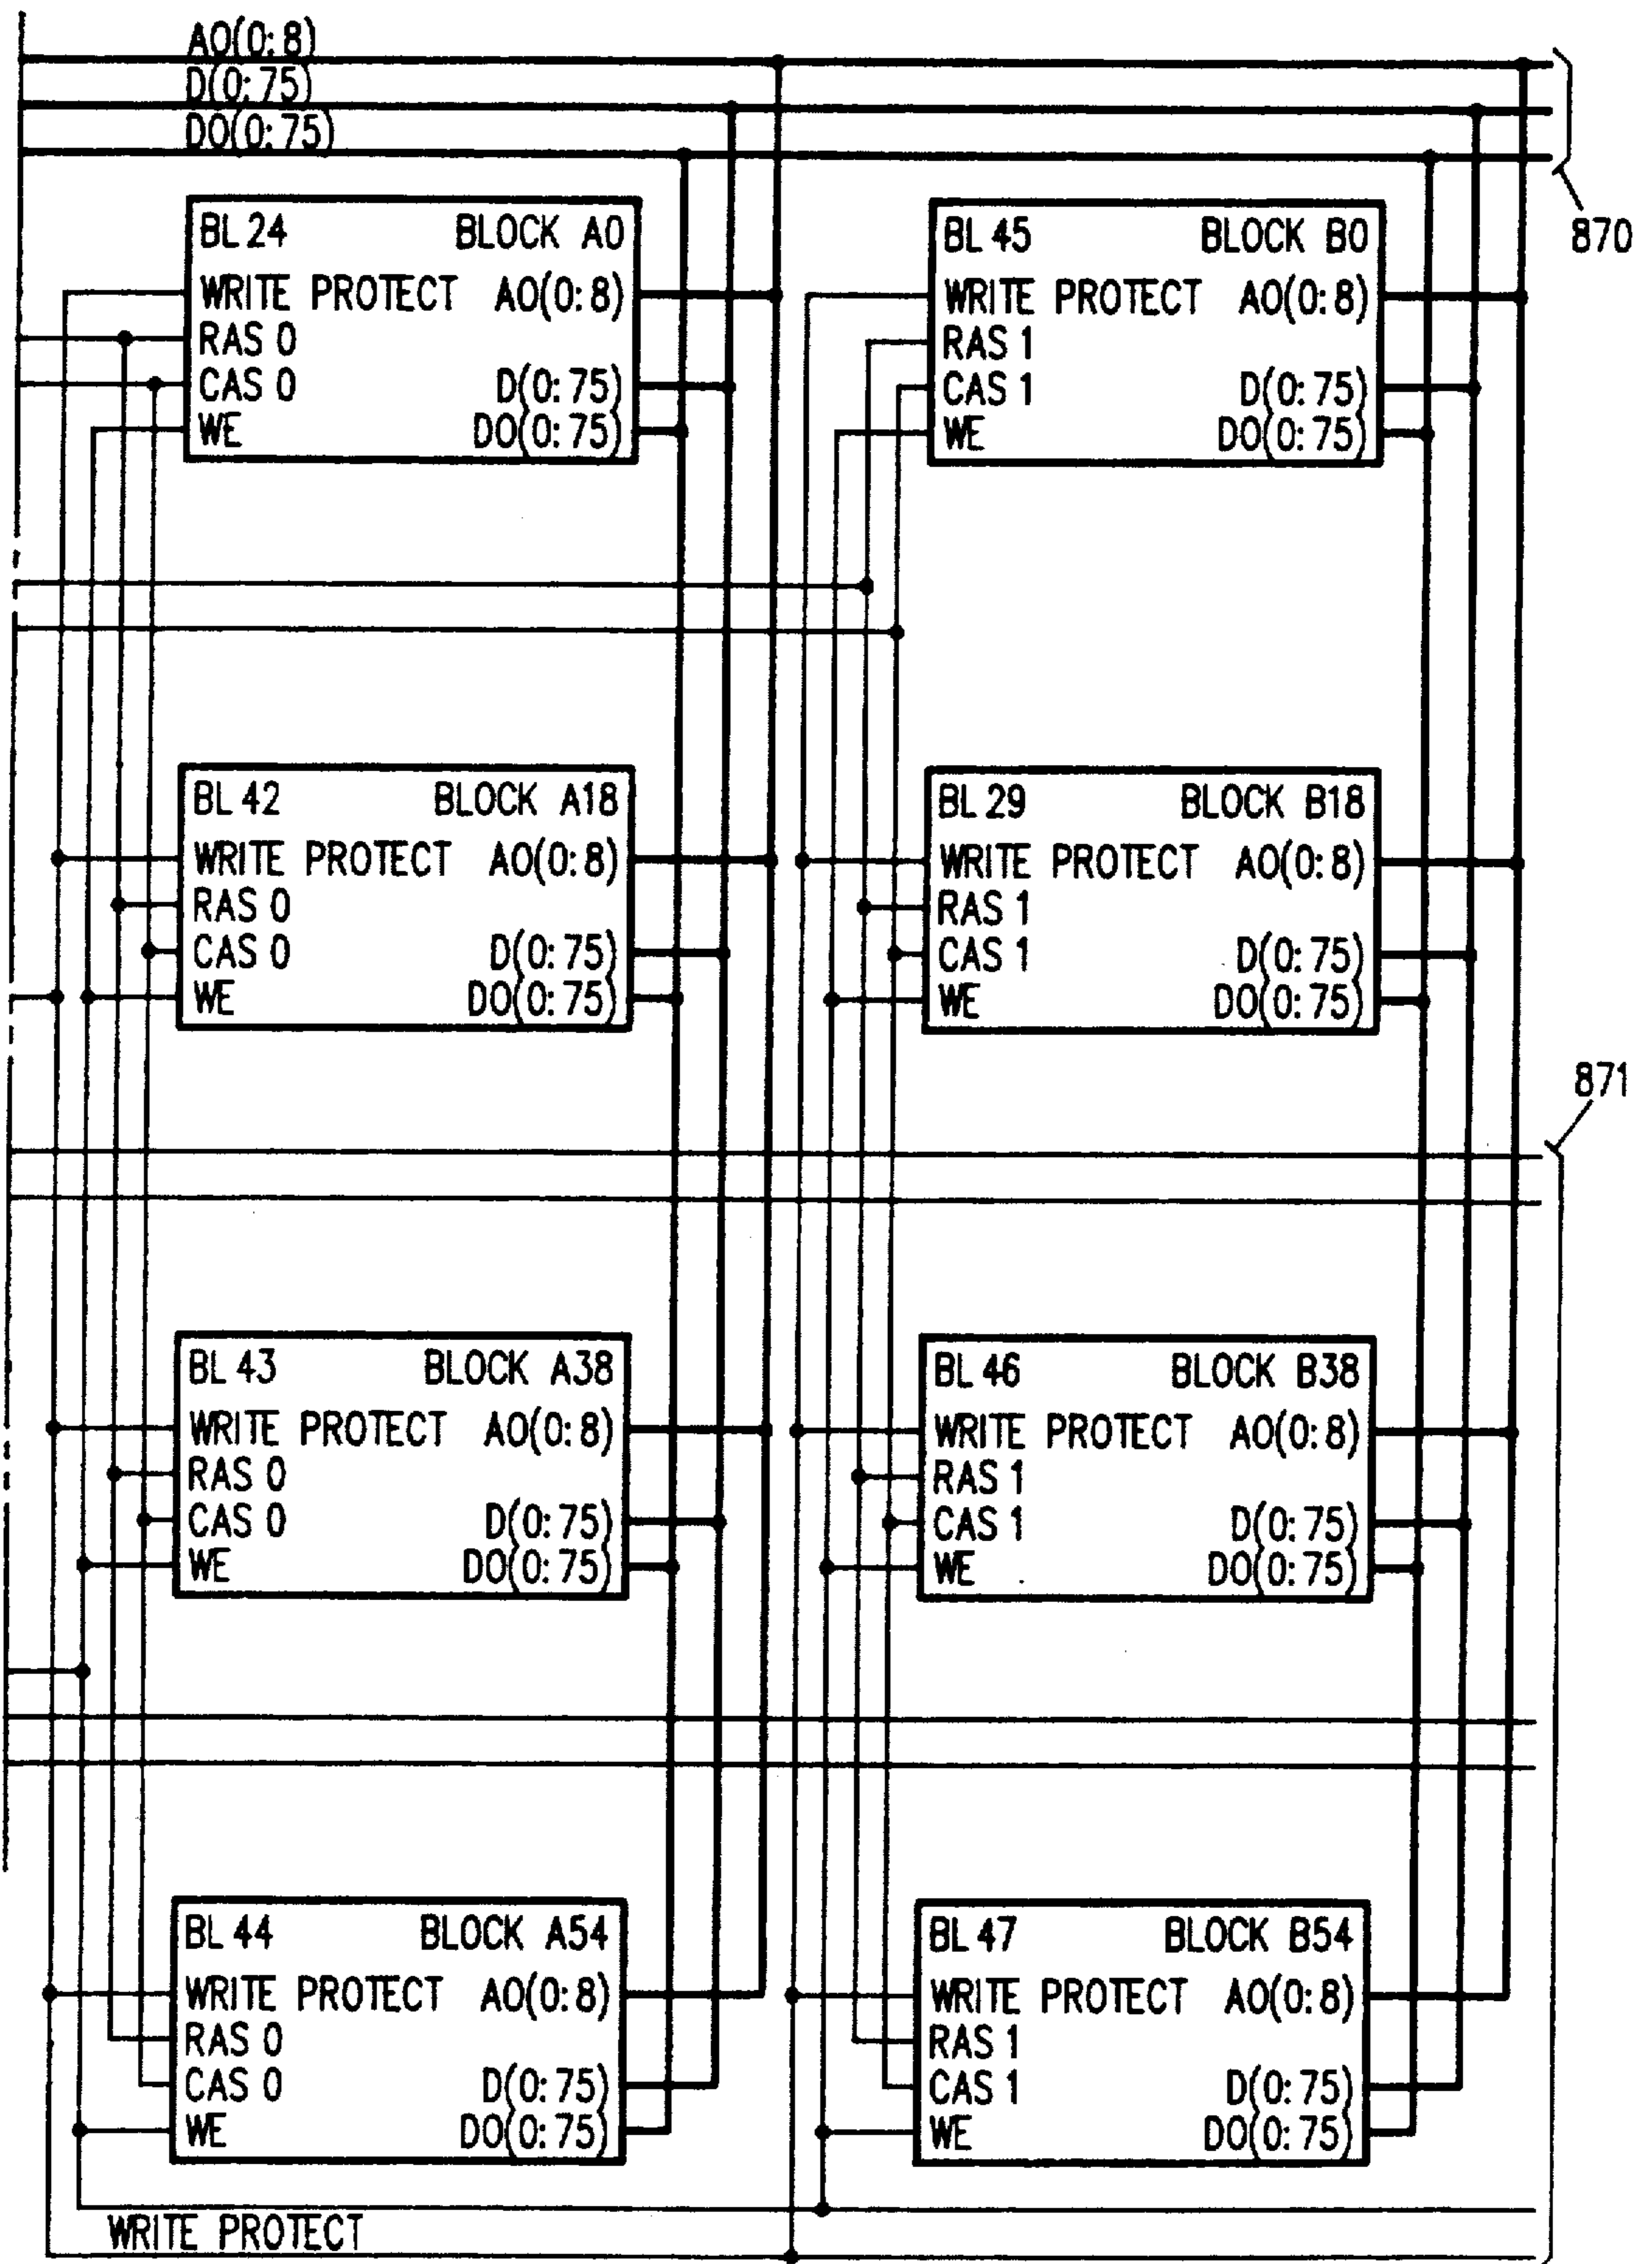 AO(0:8)
D(0:75)
DO(0:75)
870
BL 24 BLOCK A0
WRITE PROTECT AO(0:8)
RAS 0
CAS 0 D(0:75)
WE DO(0:75)
BL 45 BLOCK B0
WRITE PROTECT AO(0:8)
RAS 1
CAS 1 D(0:75)
WE DO(0:75)
BL 42 BLOCK A18
WRITE PROTECT AO(0:8)
RAS 0
CAS 0 D(0:75)
WE DO(0:75)
BL 29 BLOCK B18
WRITE PROTECT AO(0:8)
RAS 1
CAS 1 D(0:75)
WE DO(0:75)
871
BL 43 BLOCK A38
WRITE PROTECT AO(0:8)
RAS 0
CAS 0 D(0:75)
WE DO(0:75)
BL 46 BLOCK B38
WRITE PROTECT AO(0:8)
RAS 1
CAS 1 D(0:75)
WE DO(0:75)
BL 44 BLOCK A54
WRITE PROTECT AO(0:8)
RAS 0
CAS 0 D(0:75)
WE DO(0:75)
BL 47 BLOCK B54
WRITE PROTECT AO(0:8)
RAS 1
CAS 1 D(0:75)
WE DO(0:75)
WRITE PROTECT